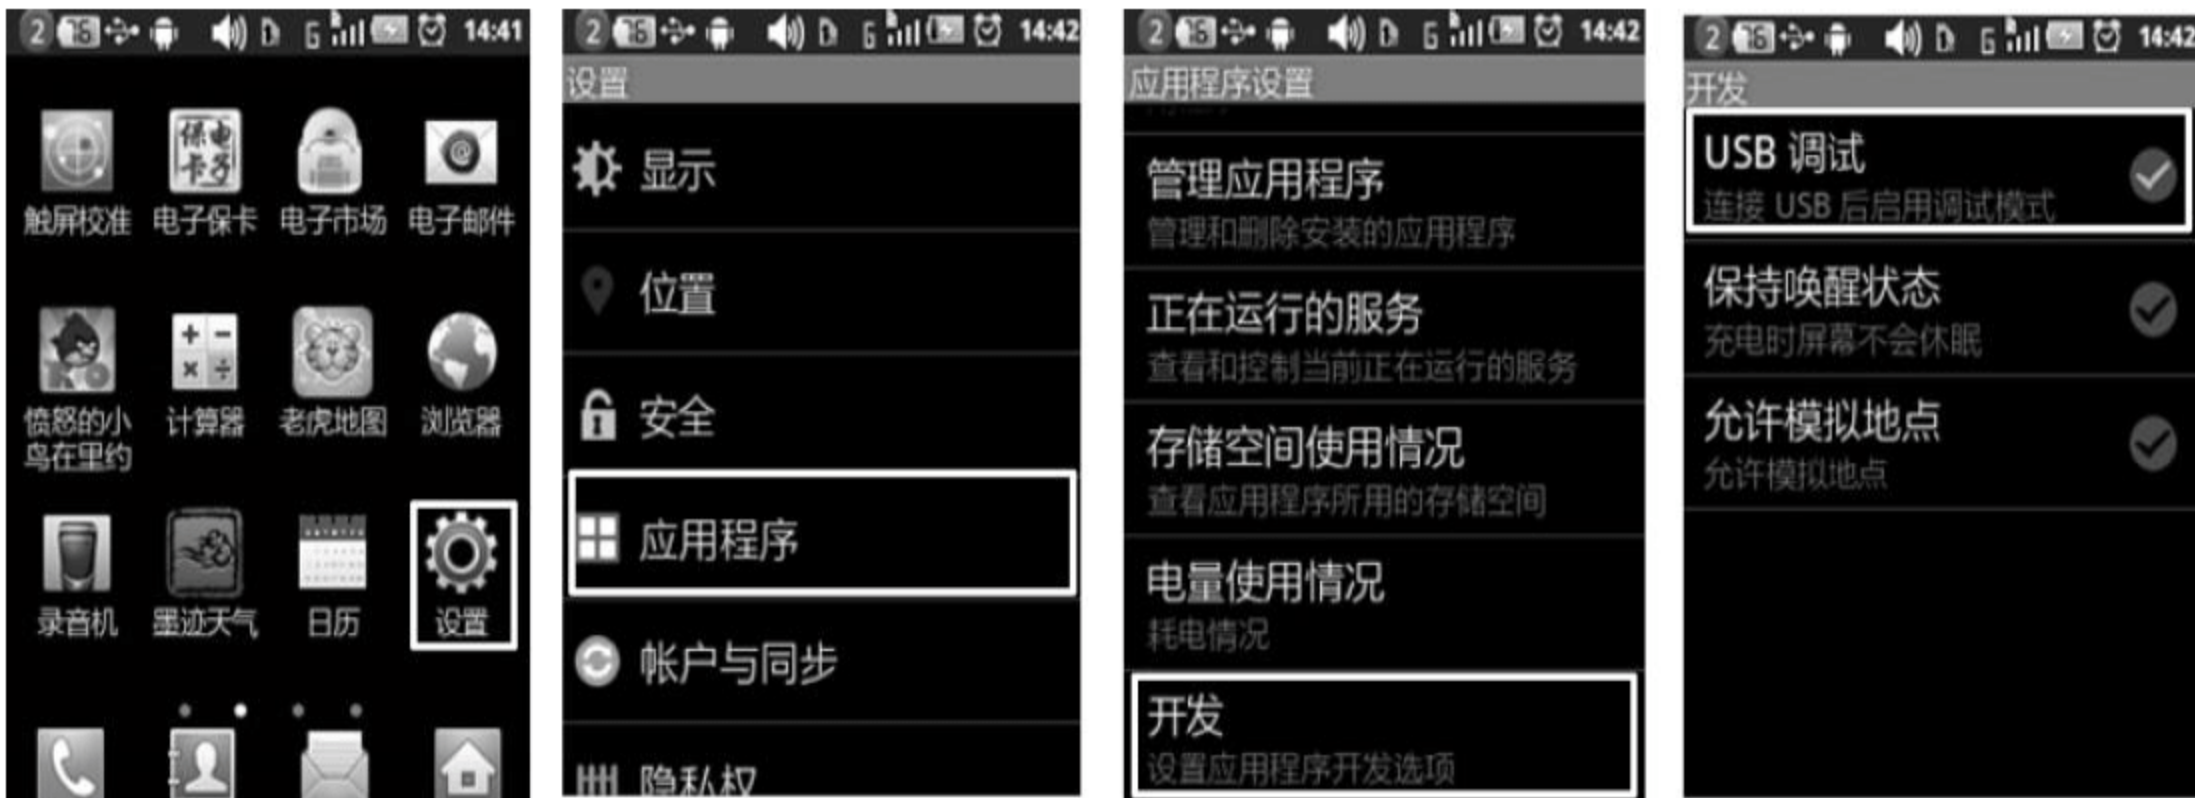 2 76 G 14:41
触屏校准 电子保卡 电子市场 电子邮件
愤怒的小鸟在里约 计算器 老虎地图 浏览器
录音机 墨迹天气 日历 设置
2 76 G 14:42
设置
显示
位置
安全
应用程序
帐户与同步
隐私权
2 76 G 14:42
应用程序设置
管理应用程序
管理和删除安装的应用程序
正在运行的服务
查看和控制当前正在运行的服务
存储空间使用情况
查看应用程序所用的存储空间
电量使用情况
耗电情况
开发
设置应用程序开发选项
2 76 G 14:42
开发
USB 调试
连接 USB 后启用调试模式
保持唤醒状态
充电时屏幕不会休眠
允许模拟地点
允许模拟地点